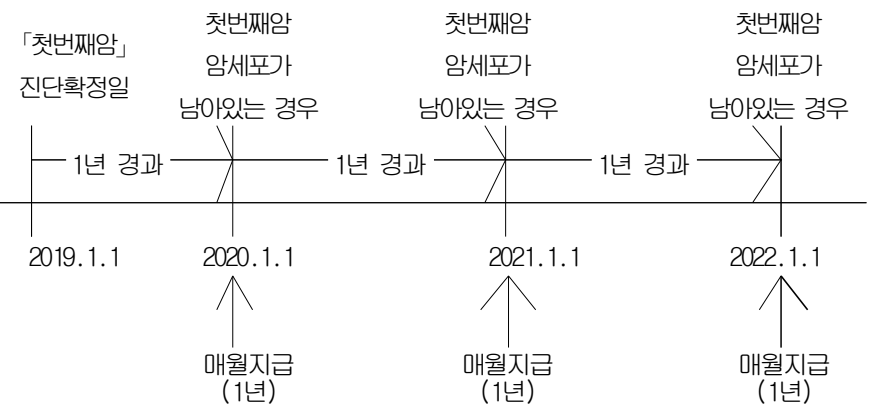 「첫번째암」
진단확정일
첫번째암
암세포가
남아있는 경우
첫번째암
암세포가
남아있는 경우
첫번째암
암세포가
남아있는 경우
1년 경과
1년 경과
1년 경과
2019.1.1
2020.1.1
2021.1.1
2022.1.1
매월지급
(1년)
매월지급
(1년)
매월지급
(1년)